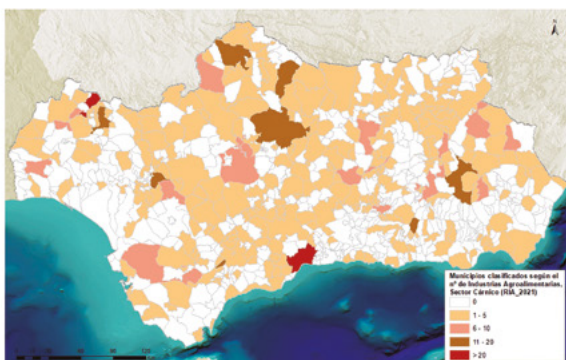 N
Municipios clasificados según el
nº de Industrias Agroalimentarias.
Sector Cárnico (RIA_2021)
0
1 - 5
6 - 10
11 - 20
> 20